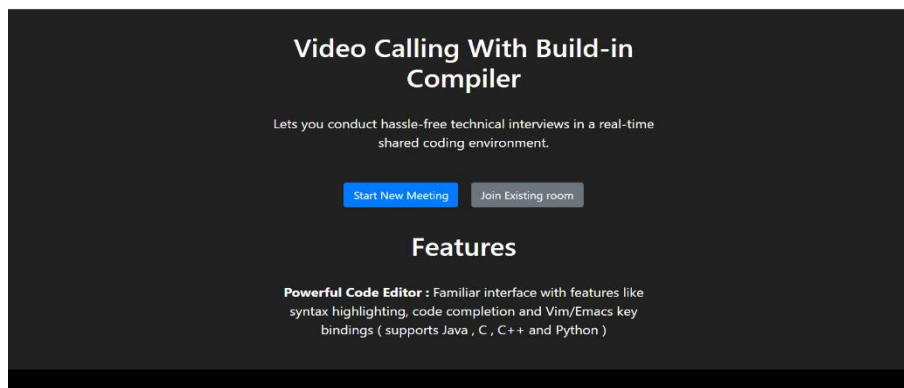 Video Calling With Build-in
Compiler
Lets you conduct hassle-free technical interviews in a real-time
shared coding environment.
Start New Meeting Join Existing room
Features
Powerful Code Editor : Familiar interface with features like
syntax highlighting, code completion and Vim/Emacs key
bindings ( supports Java , C , C++ and Python )